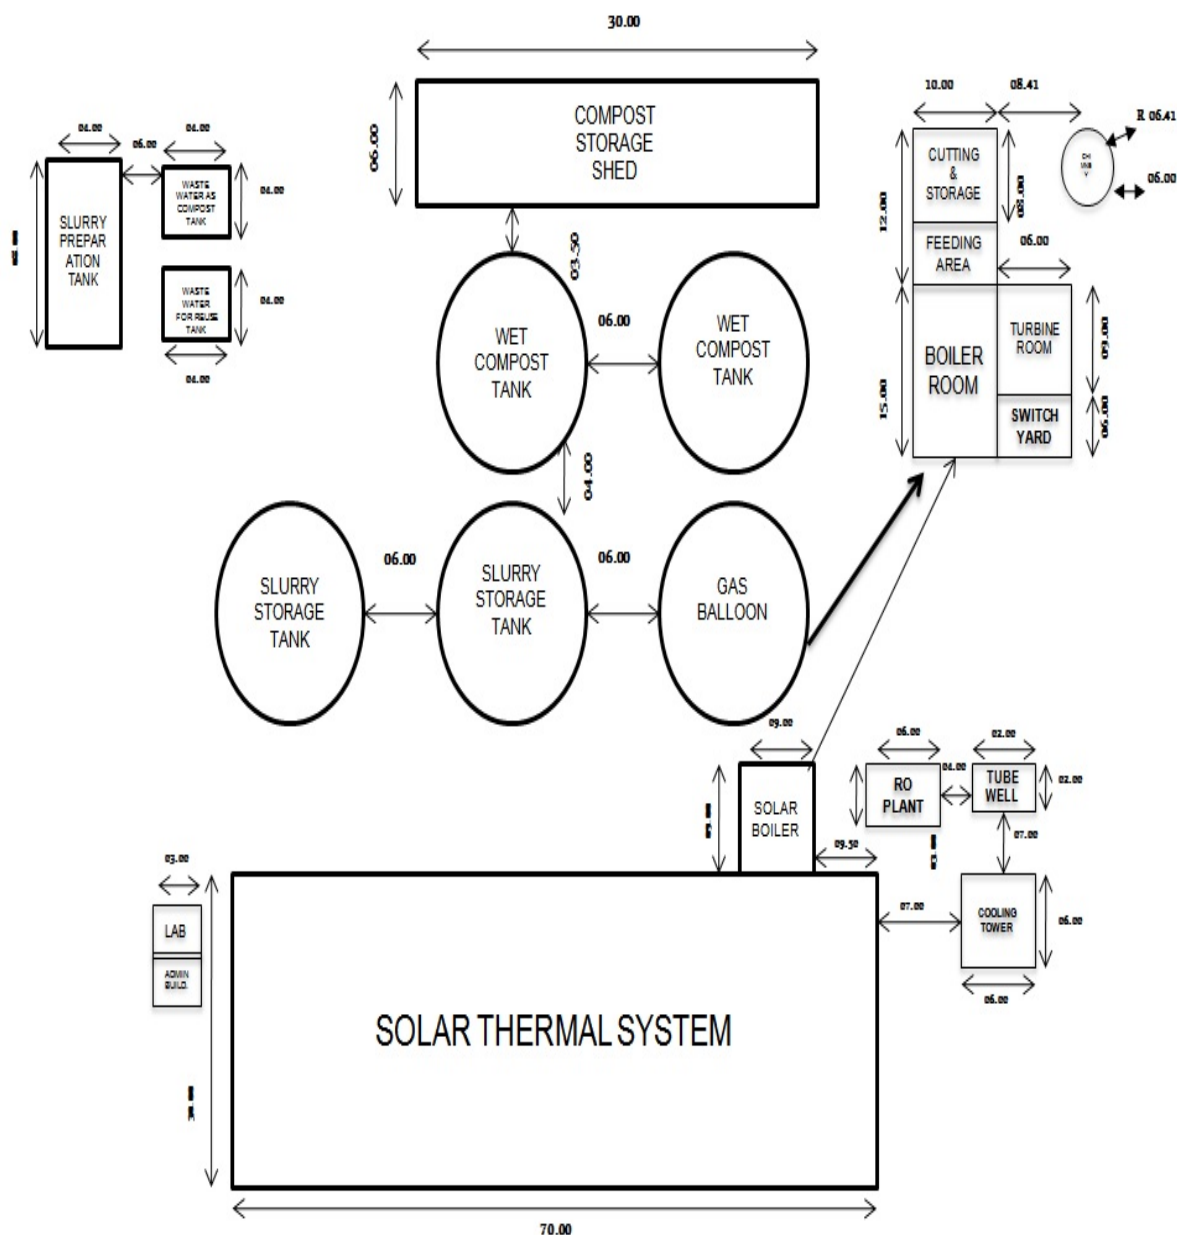 30.00
COMPOST
STORAGE
SHED
06.00
03.50
04.00
06.00
04.00
SLURRY
PREPAR
ATION
TANK
WASTE
WATER AS
COMPOST
TANK
04.00
WASTE
WATER
FOR REUSE
TANK
04.00
04.00
10.00
08.41
R 06.41
CUTTING
&
STORAGE
12.00
08.00
06.00
FEEDING
AREA
06.00
BOILER
ROOM
TURBINE
ROOM
15.00
09.00
SWITCH
YARD
06.00
WET
COMPOST
TANK
06.00
WET
COMPOST
TANK
04.00
SLURRY
STORAGE
TANK
06.00
SLURRY
STORAGE
TANK
06.00
GAS
BALLOON
09.00
SOLAR
BOILER
09.50
06.00
RO
PLANT
04.00
02.00
TUBE
WELL
02.00
07.00
03.00
LAB
ADMIN
BUILD.
07.00
COOLING
TOWER
06.00
06.00
SOLAR THERMAL SYSTEM
70.00